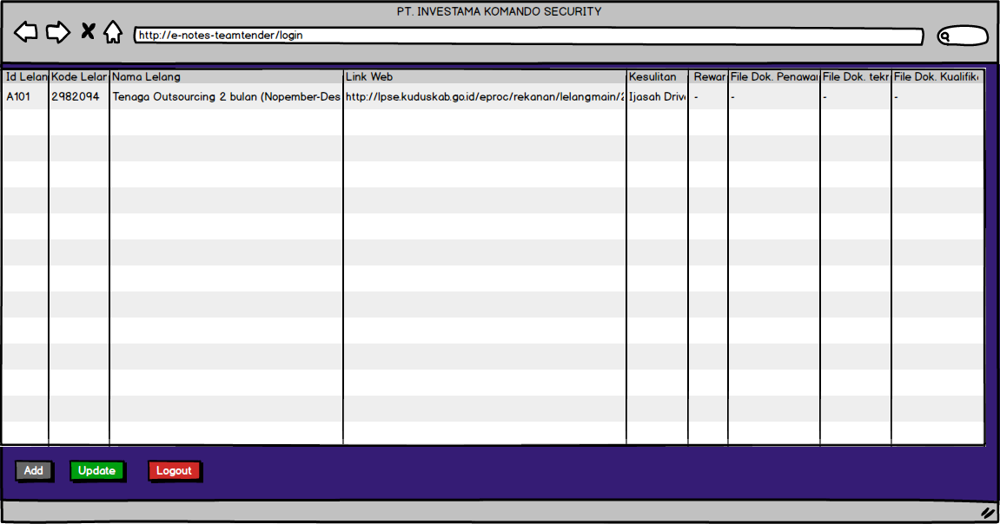 PT. INVESTAMA KOMANDO SECURITY
http://e-notes-teamtender/login
Id Lelan Kode Lelar Nama Lelang Link Web Kesulitan Rewar File Dok. Penawar File Dok. tekr File Dok. Kualifik
A101 2982094 Tenaga Outsourcing 2 bulan (Nopember-Des http://lpse.kuduskab.go.id/eproc/rekanan/lelangmain/2 Ijasah Drive - - - -
Add Update Logout